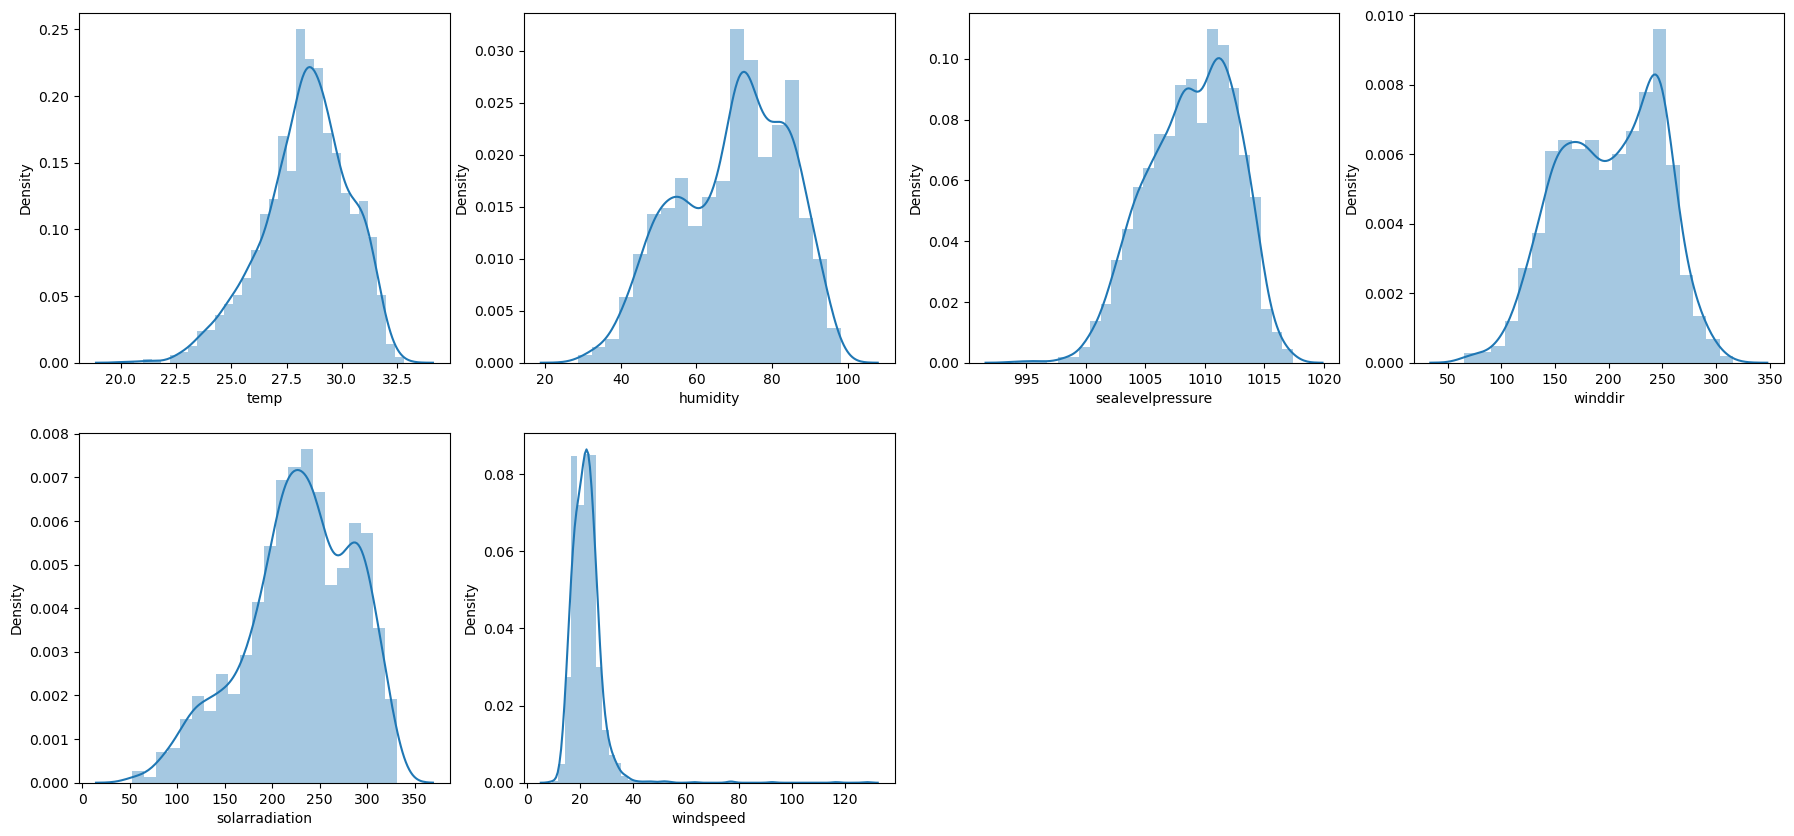 0.25
0.20
0.15
0.10
0.05
0.00
Density
20.0 22.5 25.0 27.5 30.0 32.5
temp
0.030
0.025
0.020
0.015
0.010
0.005
0.000
Density
20 40 60 80 100
humidity
0.10
0.08
0.06
0.04
0.02
0.00
Density
995 1000 1005 1010 1015 1020
sealevelpressure
0.010
0.008
0.006
0.004
0.002
0.000
Density
50 100 150 200 250 300 350
winddir
0.008
0.007
0.006
0.005
0.004
0.003
0.002
0.001
0.000
Density
0 50 100 150 200 250 300 350
solarradiation
0.08
0.06
0.04
0.02
0.00
Density
0 20 40 60 80 100 120
windspeed